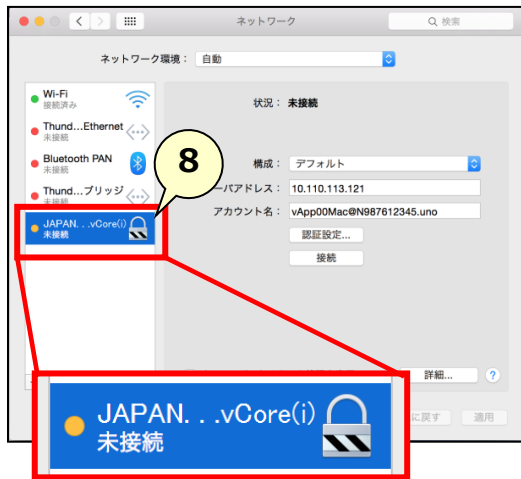 ネットワーク
検索
ネットワーク環境： 自動
Wi-Fi
接続済み
Thund...Ethernet
未接続
Bluetooth PAN
未接続
Thund...ブリッジ
未接続
JAPAN. . .vCore(i)
未接続
8
状況： 未接続
構成： デフォルト
バアドレス： 10.110.113.121
アカウント名： vApp00Mac@N987612345.uno
認証設定...
接続
詳細... ?
に戻す 適用
JAPAN. . .vCore(i)
未接続